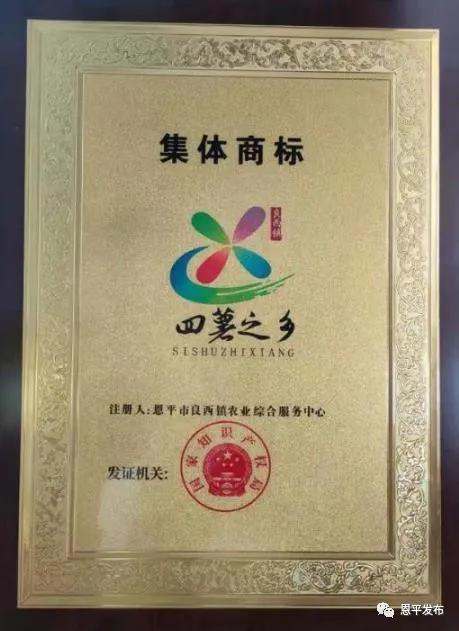 集体商标
良西镇
四薯之乡
SISHUZHIXIANG
注册人:恩平市良西镇农业综合服务中心
发证机关:
国家知识产权局
恩平发布